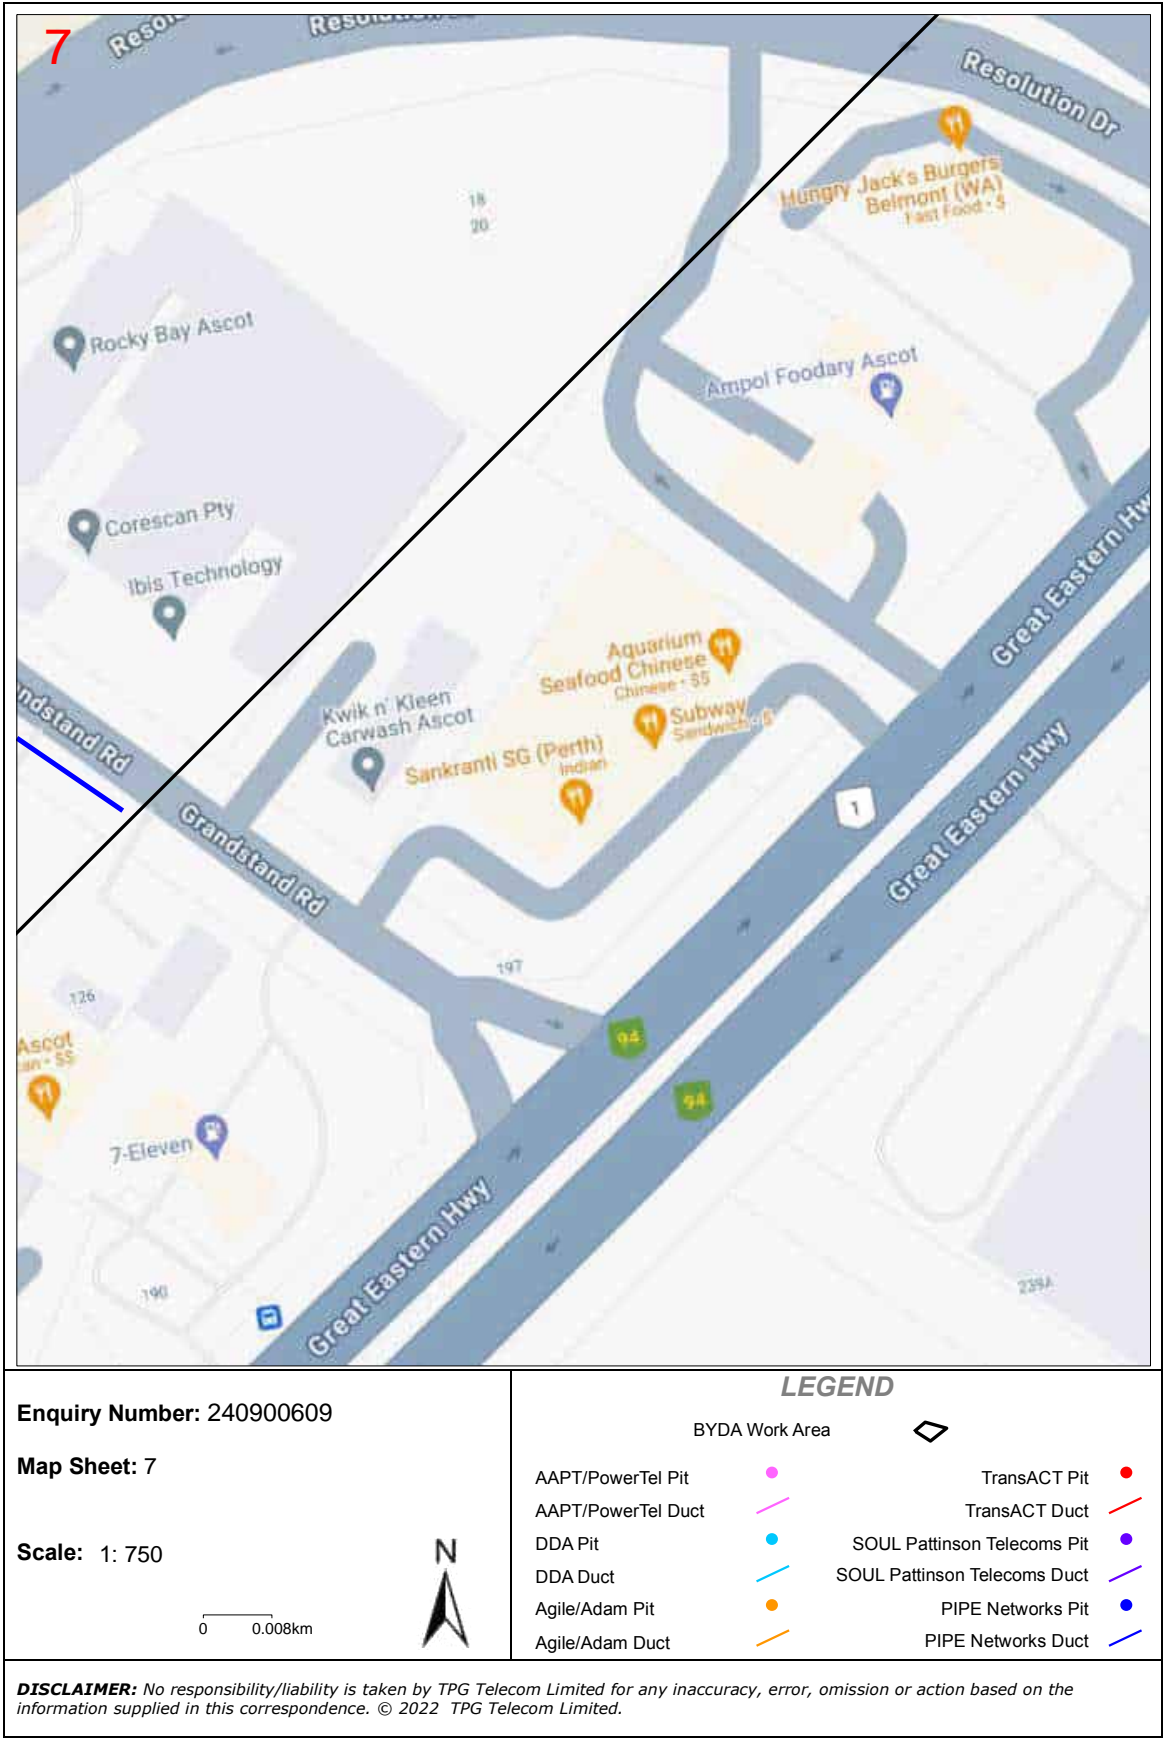 7
Resolution Dr
Hungry Jack's Burgers
Belmont (WA)
Fast Food • $
18
20
Rocky Bay Ascot
Ampol Foodary Ascot
Corescan Pty
Ibis Technology
Great Eastern Hwy
Aquarium
Seafood Chinese
Chinese • $$
Kwik n' Kleen
Carwash Ascot
Subway
Sandwich • $
Sankranti SG (Perth)
Indian
ndstand Rd
1
Grandstand Rd
Great Eastern Hwy
197
126
94
Ascot
an • $$
94
7-Eleven
Great Eastern Hwy
190
239A
Enquiry Number: 240900609
Map Sheet: 7
Scale: 1: 750
N
0 0.008km
LEGEND
BYDA Work Area
AAPT/PowerTel Pit
AAPT/PowerTel Duct
DDA Pit
DDA Duct
Agile/Adam Pit
Agile/Adam Duct
TransACT Pit
TransACT Duct
SOUL Pattinson Telecoms Pit
SOUL Pattinson Telecoms Duct
PIPE Networks Pit
PIPE Networks Duct
DISCLAIMER: No responsibility/liability is taken by TPG Telecom Limited for any inaccuracy, error, omission or action based on the
information supplied in this correspondence. © 2022 TPG Telecom Limited.